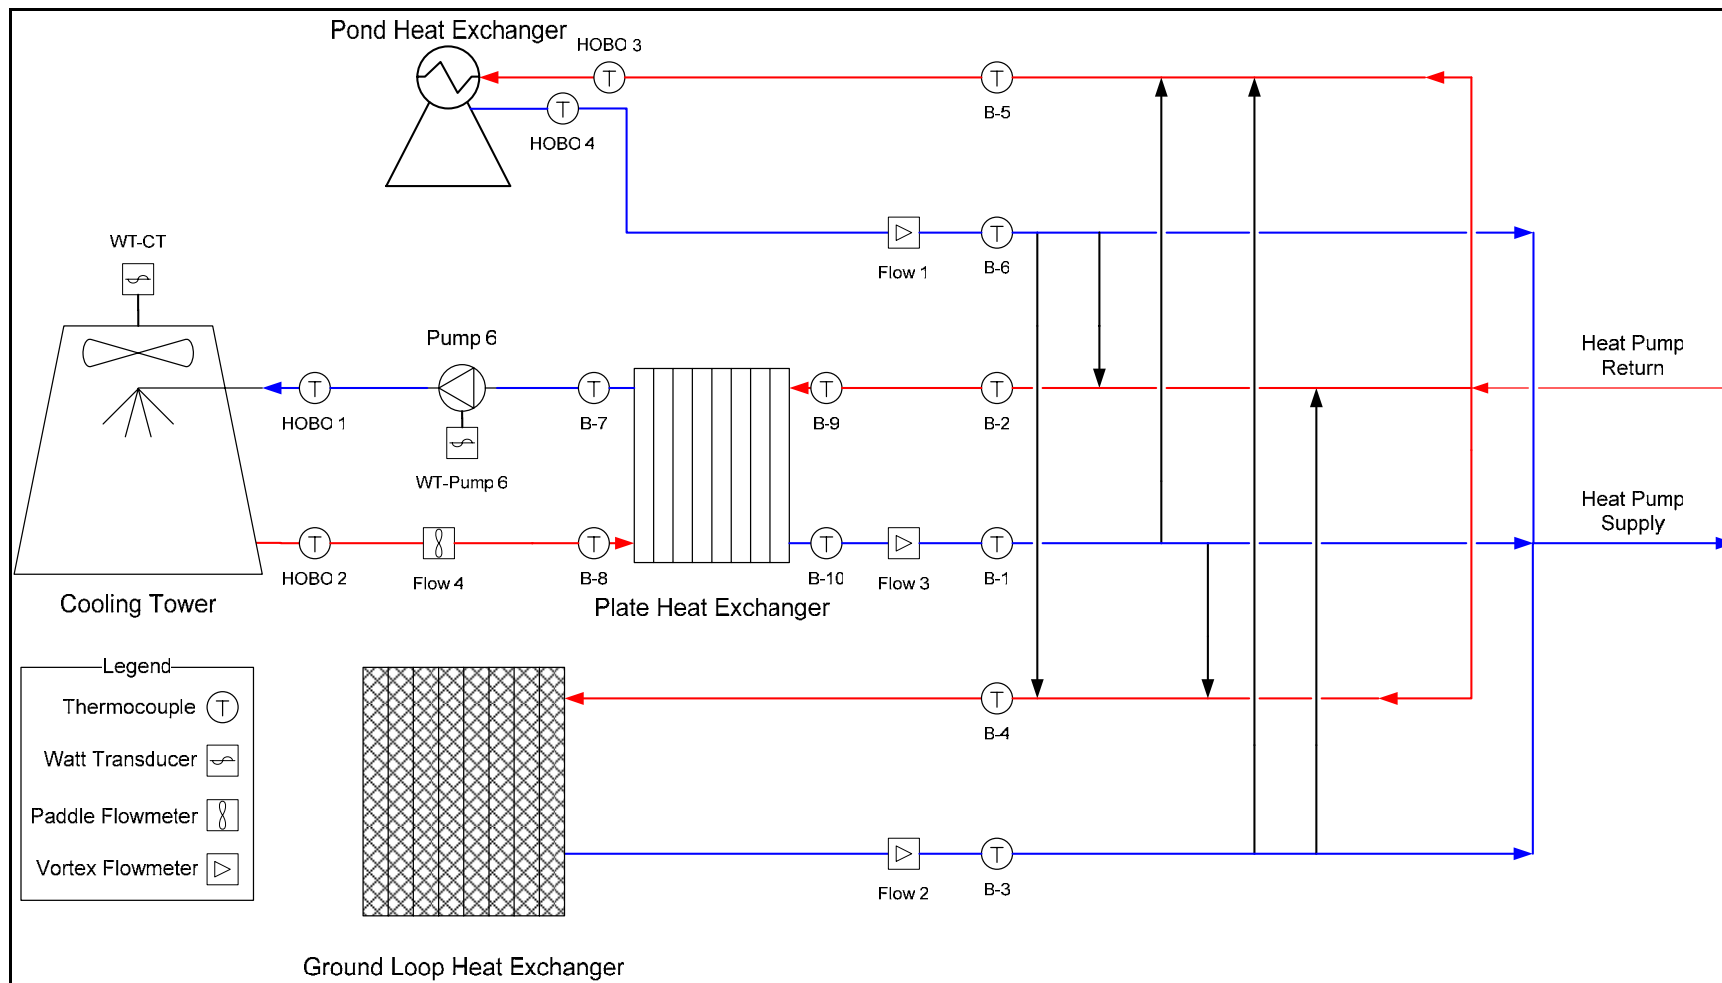 Pond Heat Exchanger
HOBO 3
T
T
B-5
T
HOBO 4
WT-CT
T
Flow 1
B-6
Pump 6
Heat Pump
Return
T
T
T
T
HOBO 1
B-7
B-9
B-2
WT-Pump 6
Heat Pump
Supply
T
T
T
T
HOBO 2
Flow 4
B-8
B-10
Flow 3
B-1
Cooling Tower
Plate Heat Exchanger
Legend
Thermocouple T
Watt Transducer
Paddle Flowmeter
Vortex Flowmeter
T
B-4
T
Flow 2
B-3
Ground Loop Heat Exchanger